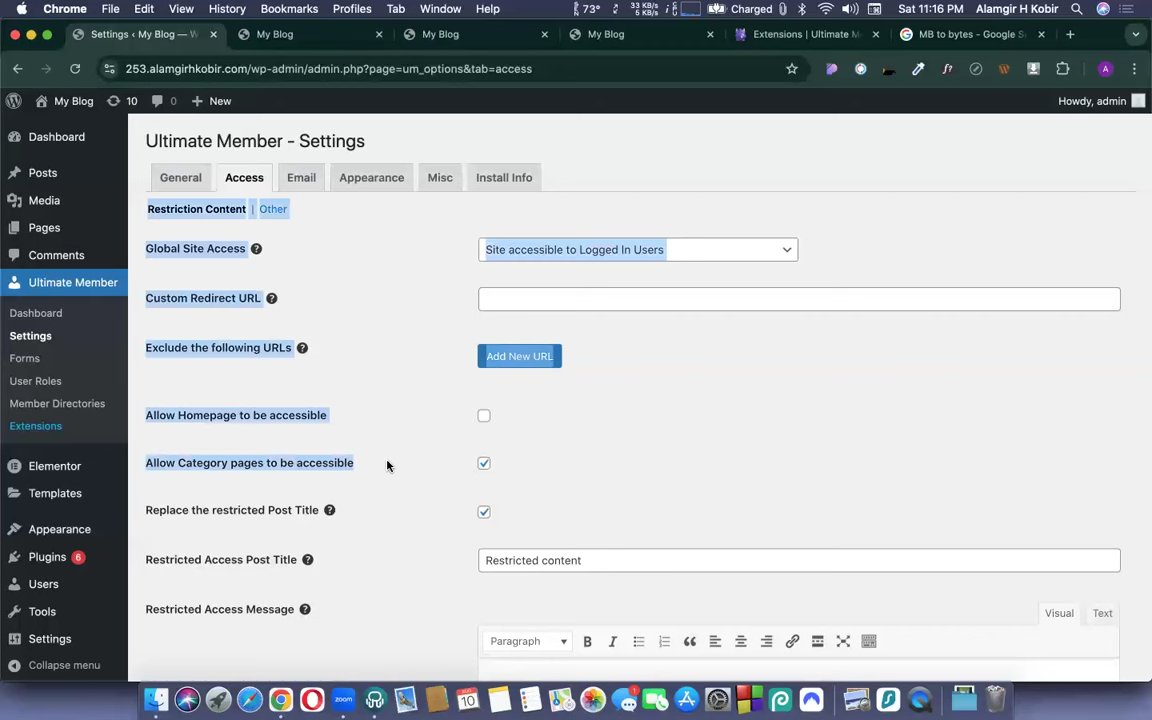 Chrome File Edit View History Bookmarks Profiles Tab Window Help 73° 33 KB/s 5 KB/s Charged Sat 11:16 PM Alamgir H Kobir
Settings ‹ My Blog — W My Blog My Blog My Blog Extensions | Ultimate M MB to bytes - Google S
253.alamgirhkobir.com/wp-admin/admin.php?page=um_options&tab=access A
My Blog 10 0 New Howdy, admin
Dashboard
Posts
Media
Pages
Comments
Ultimate Member
Dashboard
Settings
Forms
User Roles
Member Directories
Extensions
Elementor
Templates
Appearance
Plugins 6
Users
Tools
Settings
Collapse menu
Ultimate Member - Settings
General Access Email Appearance Misc Install Info
Restriction Content | Other
Global Site Access ? Site accessible to Logged In Users
Custom Redirect URL ?
Exclude the following URLs ? Add New URL
Allow Homepage to be accessible
Allow Category pages to be accessible
Replace the restricted Post Title ?
Restricted Access Post Title ? Restricted content
Restricted Access Message ?
Visual Text
Paragraph B I
10
1